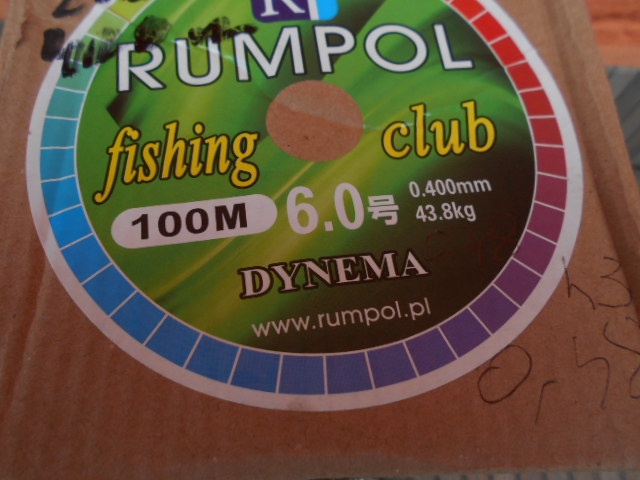 R
RUMPOL
fishing club
100M 6.0号 0.400mm
43.8kg
DYNEMA
www.rumpol.pl